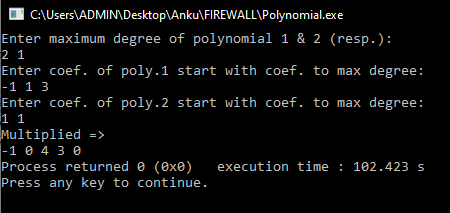 C:\Users\ADMIN\Desktop\Anku\FIREWALL\Polynomial.exe
Enter maximum degree of polynomial 1 & 2 (resp.):
2 1
Enter coef. of poly.1 start with coef. to max degree:
-1 1 3
Enter coef. of poly.2 start with coef. to max degree:
1 1
Multiplied =>
-1 0 4 3 0
Process returned 0 (0x0)   execution time : 102.423 s
Press any key to continue.